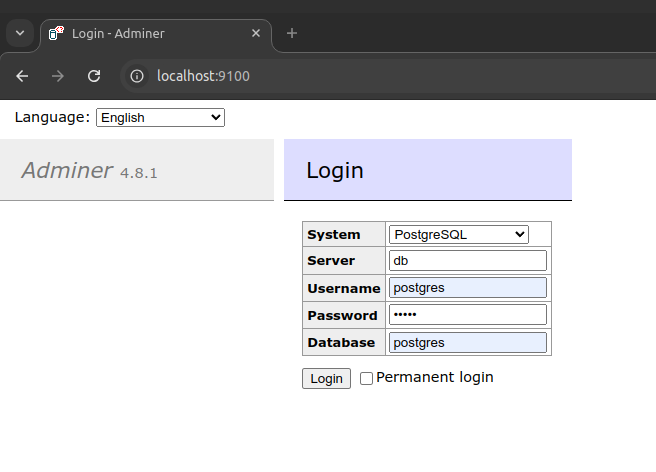 Login - Adminer
localhost:9100
Language: English
Adminer 4.8.1
Login
System PostgreSQL
Server db
Username postgres
Password •••••
Database postgres
Login Permanent login